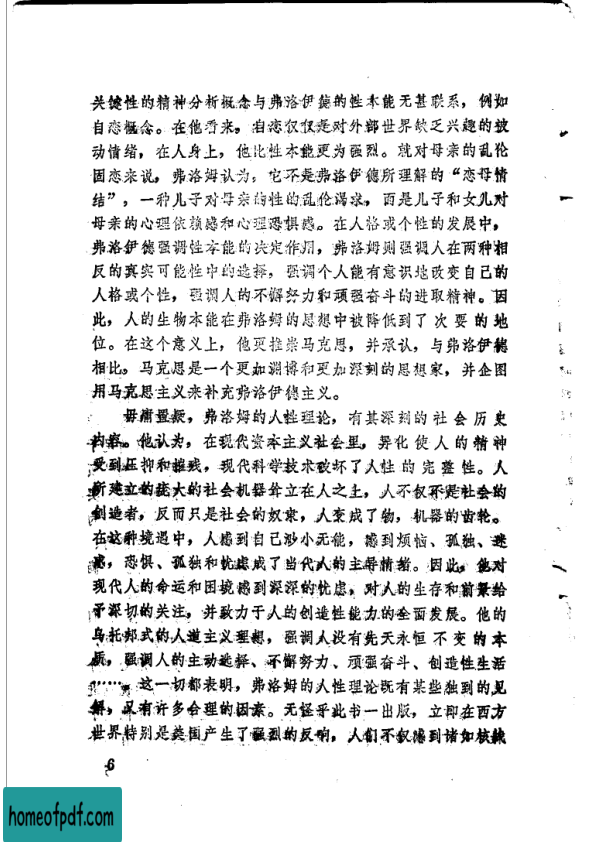 关键性的精神分析概念与弗洛伊德的性本能无甚联系，例如
自恋概念。在他看来，自恋仅仅是对外部世界缺乏兴趣的被
动情绪，在人身上，他比性本能更为强烈。就对母亲的乱伦
固恋来说，弗洛姆认为，它不是弗洛伊德所理解的“恋母情
结”，一种儿子对母亲的性的乱伦渴求，而是儿子和女儿对
母亲的心理依赖感和心理恐惧感。在人格或个性的发展中，
弗洛伊德强调性本能的决定作用，弗洛姆则强调人在两种相
反的真实可能性中的选择，强调个人能有意识地改变自己的
人格或个性，强调人的不懈努力和顽强奋斗的进取精神。因
此，人的生物本能在弗洛姆的思想中被降低到了次要的地
位。在这个意义上，他更推崇马克思，并承认，与弗洛伊德
相比，马克思是一个更加渊博和更加深刻的思想家，并企图
用马克思主义来补充弗洛伊德主义。
毋庸置疑，弗洛姆的人性理论，有其深刻的社会历史
内容。他认为，在现代资本主义社会里，异化使人的精神
受到压抑和摧残，现代科学技术破坏了人性的完整性。人
所建立的庞大的社会机器耸立在人之上，人不仅不是社会的
创造者，反而只是社会的奴隶，人变成了物，机器的齿轮。
在这种境遇中，人感到自己渺小无能，感到烦恼、孤独、迷
惑，恐惧、孤独和忧虑成了当代人的主导情绪。因此，他对
现代人的命运和困境感到深深的忧虑，对人的生存和前景给
予深切的关注，并致力于人的创造性能力的全面发展。他的
乌托邦式的人道主义理想，强调人没有先天永恒不变的本
质，强调人的主动选择、不懈努力、顽强奋斗、创造性生活
……，这一切都表明，弗洛姆的人性理论既有某些独到的见
解，又有许多合理的因素。无怪乎此书一出版，立即在西方
世界特别是美国产生了强烈的反响，人们不仅感到诸如核战
6
homeofpdf.com